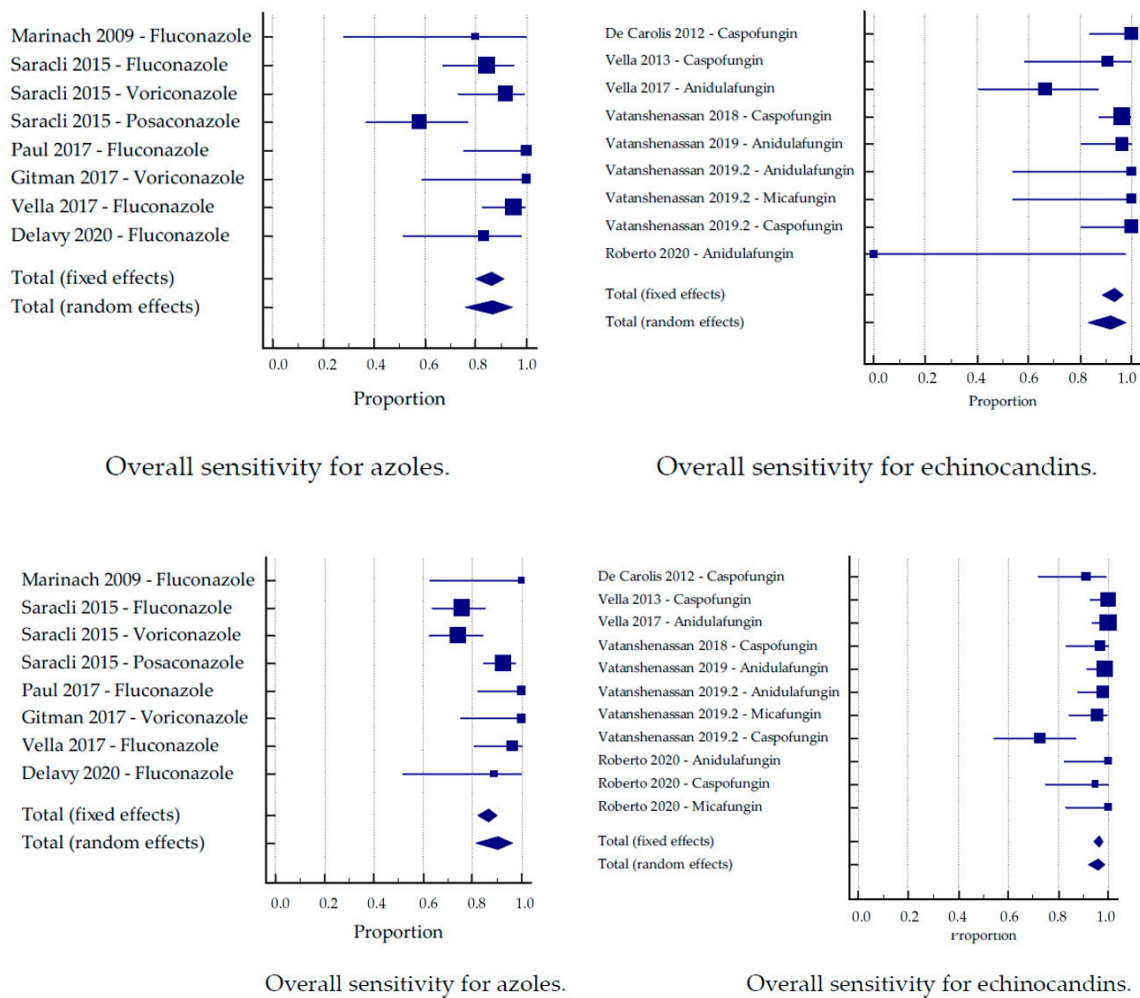 Marinach 2009 - Fluconazole
Saracli 2015 - Fluconazole
Saracli 2015 - Voriconazole
Saracli 2015 - Posaconazole
Paul 2017 - Fluconazole
Gitman 2017 - Voriconazole
Vella 2017 - Fluconazole
Delavy 2020 - Fluconazole
Total (fixed effects)
Total (random effects)
0.0 0.2 0.4 0.6 0.8 1.0
Proportion
Overall sensitivity for azoles.
De Carolis 2012 - Caspofungin
Vella 2013 - Caspofungin
Vella 2017 - Anidulafungin
Vatanshenassan 2018 - Caspofungin
Vatanshenassan 2019 - Anidulafungin
Vatanshenassan 2019.2 - Anidulafungin
Vatanshenassan 2019.2 - Micafungin
Vatanshenassan 2019.2 - Caspofungin
Roberto 2020 - Anidulafungin
Total (fixed effects)
Total (random effects)
0.0 0.2 0.4 0.6 0.8 1.0
Proportion
Overall sensitivity for echinocandins.
Marinach 2009 - Fluconazole
Saracli 2015 - Fluconazole
Saracli 2015 - Voriconazole
Saracli 2015 - Posaconazole
Paul 2017 - Fluconazole
Gitman 2017 - Voriconazole
Vella 2017 - Fluconazole
Delavy 2020 - Fluconazole
Total (fixed effects)
Total (random effects)
0.0 0.2 0.4 0.6 0.8 1.0
Proportion
Overall sensitivity for azoles.
De Carolis 2012 - Caspofungin
Vella 2013 - Caspofungin
Vella 2017 - Anidulafungin
Vatanshenassan 2018 - Caspofungin
Vatanshenassan 2019 - Anidulafungin
Vatanshenassan 2019.2 - Anidulafungin
Vatanshenassan 2019.2 - Micafungin
Vatanshenassan 2019.2 - Caspofungin
Roberto 2020 - Anidulafungin
Roberto 2020 - Caspofungin
Roberto 2020 - Micafungin
Total (fixed effects)
Total (random effects)
0.0 0.2 0.4 0.6 0.8 1.0
Proportion
Overall sensitivity for echinocandins.